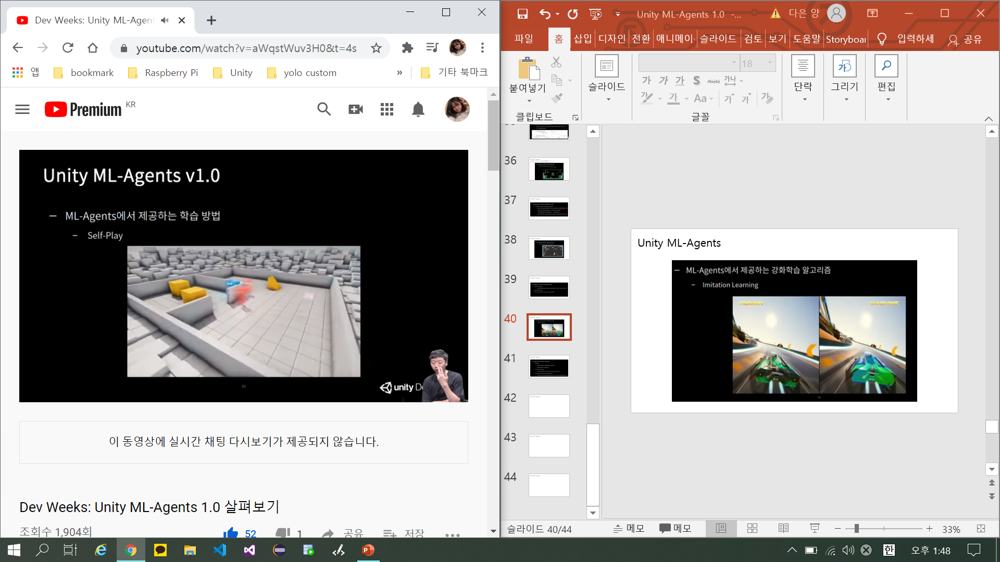 Dev Weeks: Unity ML-Agent
youtube.com/watch?v=aWqstWuv3H0&t=4s
앱
bookmark
Raspberry Pi
Unity
yolo custom
»
기타 북마크
Premium KR
Unity ML-Agents v1.0
– ML-Agents에서 제공하는 학습 방법
– Self-Play
60
unity De
이 동영상에 실시간 채팅 다시보기가 제공되지 않습니다.
Dev Weeks: Unity ML-Agents 1.0 살펴보기
조회수 1,904회
52
1
공유
저장
Unity ML-Agents 1.0 -...
다은 양
파일
홈
삽입
디자인
전환
애니메이
슬라이드
검토
보기
도움말
Storyboar
입력하세
공유
붙여넣기
클립보드
슬라이드
18
가 가 가 S 가나다 간나
가 가 Aa 가 가 가
글꼴
단락
그리기
편집
36
37
38
39
40
41
42
43
44
Unity ML-Agents
– ML-Agents에서 제공하는 강화학습 알고리즘
– Imitation Learning
HUMAN
MACHINE
슬라이드 40/44
메모
메모
33%
한
오후 1:48